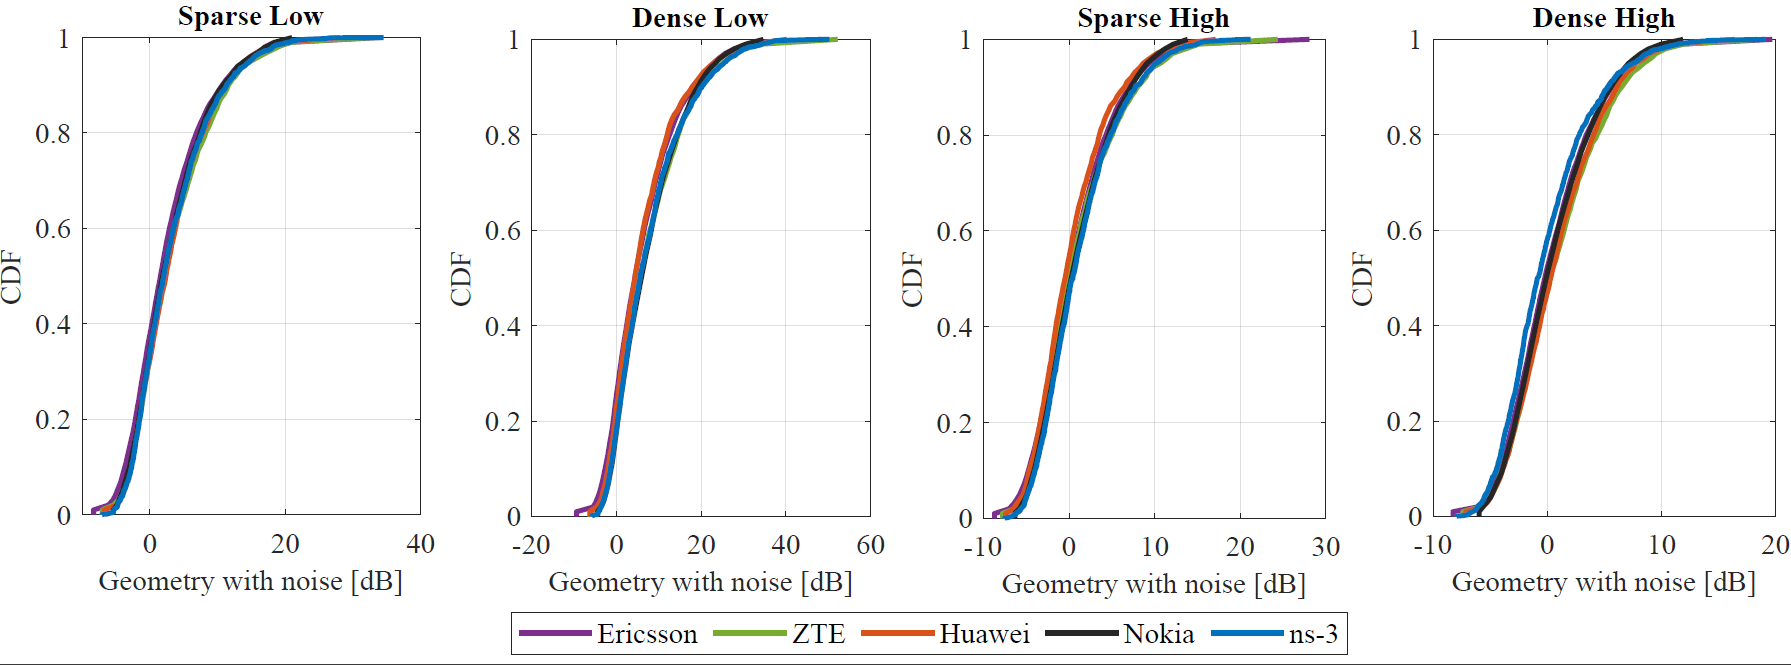 Sparse Low
1
0.8
0.6
0.4
0.2
0
CDF
0 20 40
Geometry with noise [dB]
Dense Low
1
0.8
0.6
0.4
0.2
0
CDF
-20 0 20 40 60
Geometry with noise [dB]
Sparse High
1
0.8
0.6
0.4
0.2
0
CDF
-10 0 10 20 30
Geometry with noise [dB]
Dense High
1
0.8
0.6
0.4
0.2
0
CDF
-10 0 10 20
Geometry with noise [dB]
Ericsson ZTE Huawei Nokia ns-3